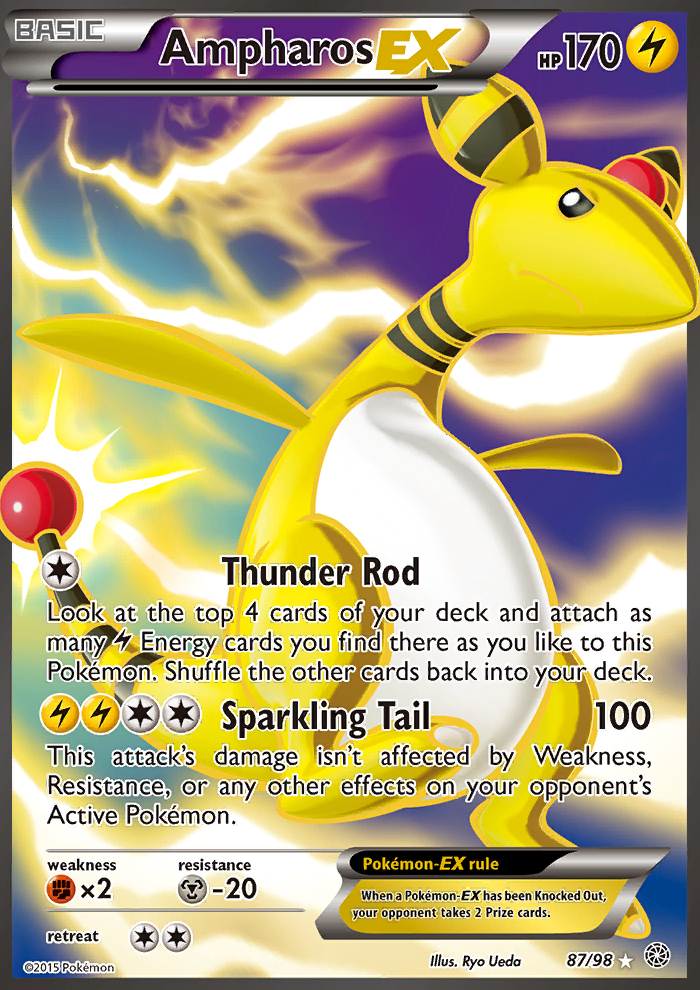 BASIC
AmpharosEX HP170
Thunder Rod
Look at the top 4 cards of your deck and attach as
many Energy cards you find there as you like to this
Pokémon. Shuffle the other cards back into your deck.
Sparkling Tail 100
This attack's damage isn't affected by Weakness,
Resistance, or any other effects on your opponent's
Active Pokémon.
weakness resistance
×2 -20
Pokémon-EX rule
When a Pokémon-EX has been Knocked Out,
your opponent takes 2 Prize cards.
retreat
©2015 Pokémon
Illus. Ryo Ueda
87/98